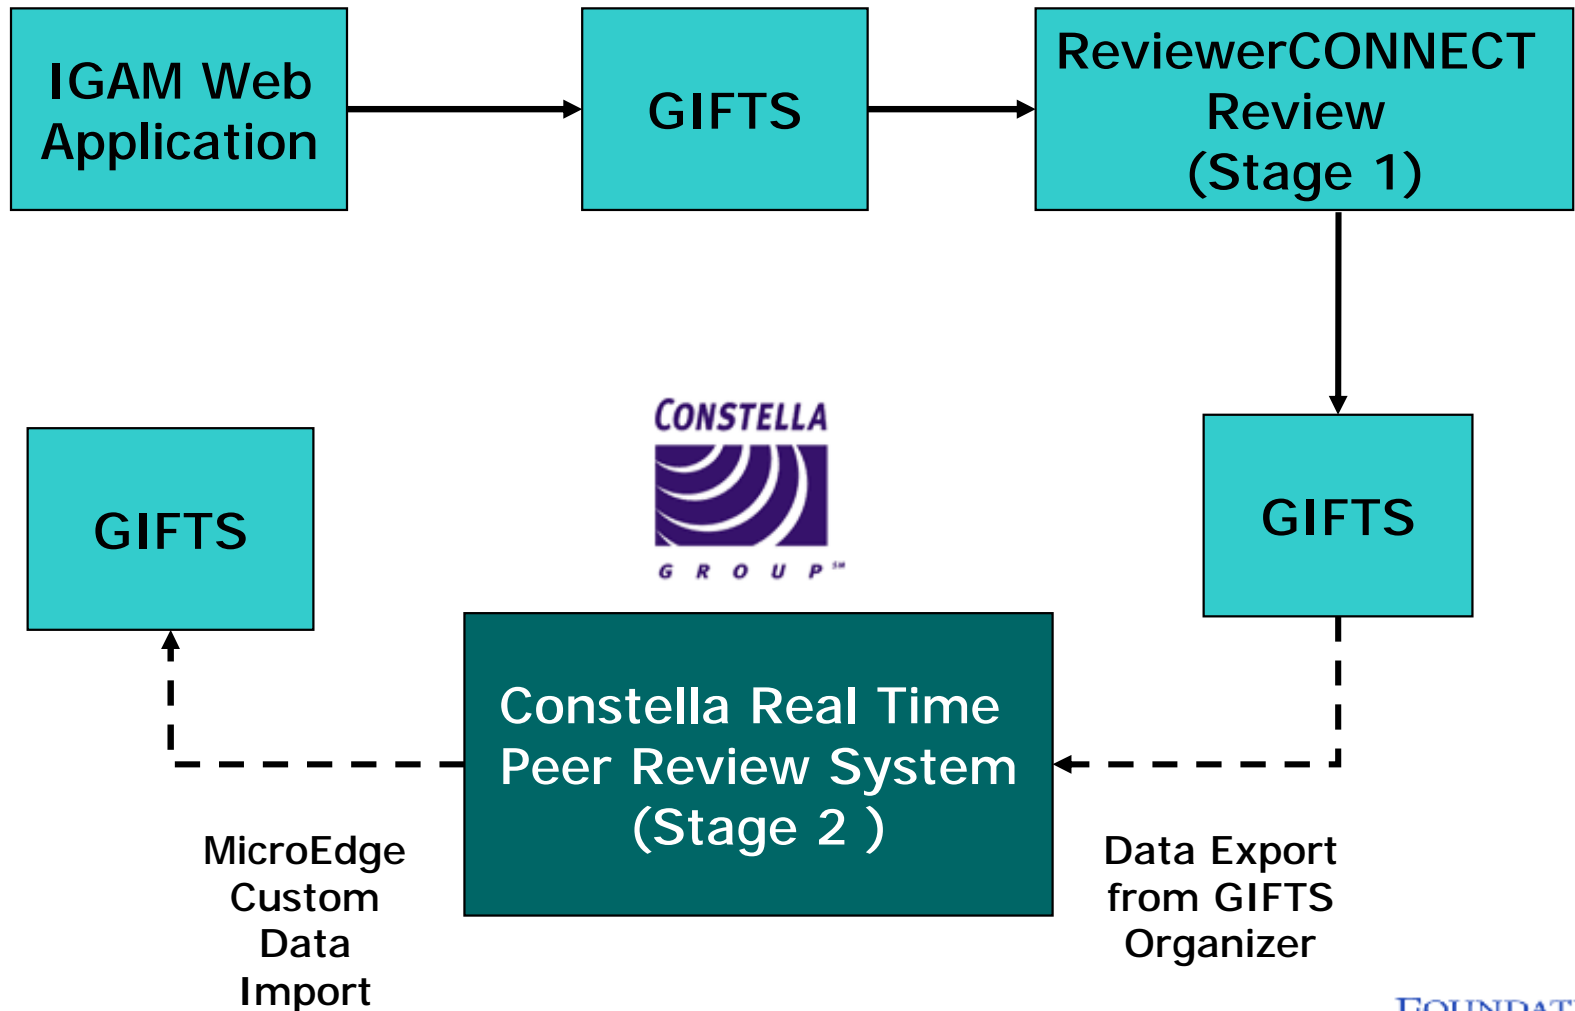 IGAM Web
Application
GIFTS
ReviewerCONNECT
Review
(Stage 1)
GIFTS
CONSTELLA
GROUP℠
GIFTS
Constella Real Time
Peer Review System
(Stage 2 )
MicroEdge
Custom
Data
Import
Data Export
from GIFTS
Organizer